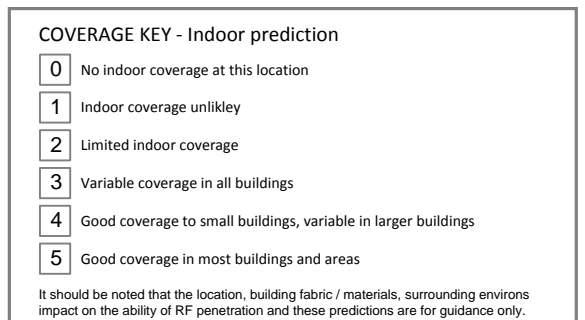 COVERAGE KEY - Indoor prediction
0 No indoor coverage at this location
1 Indoor coverage unlikley
2 Limited indoor coverage
3 Variable coverage in all buildings
4 Good coverage to small buildings, variable in larger buildings
5 Good coverage in most buildings and areas
It should be noted that the location, building fabric / materials, surrounding environs
impact on the ability of RF penetration and these predictions are for guidance only.